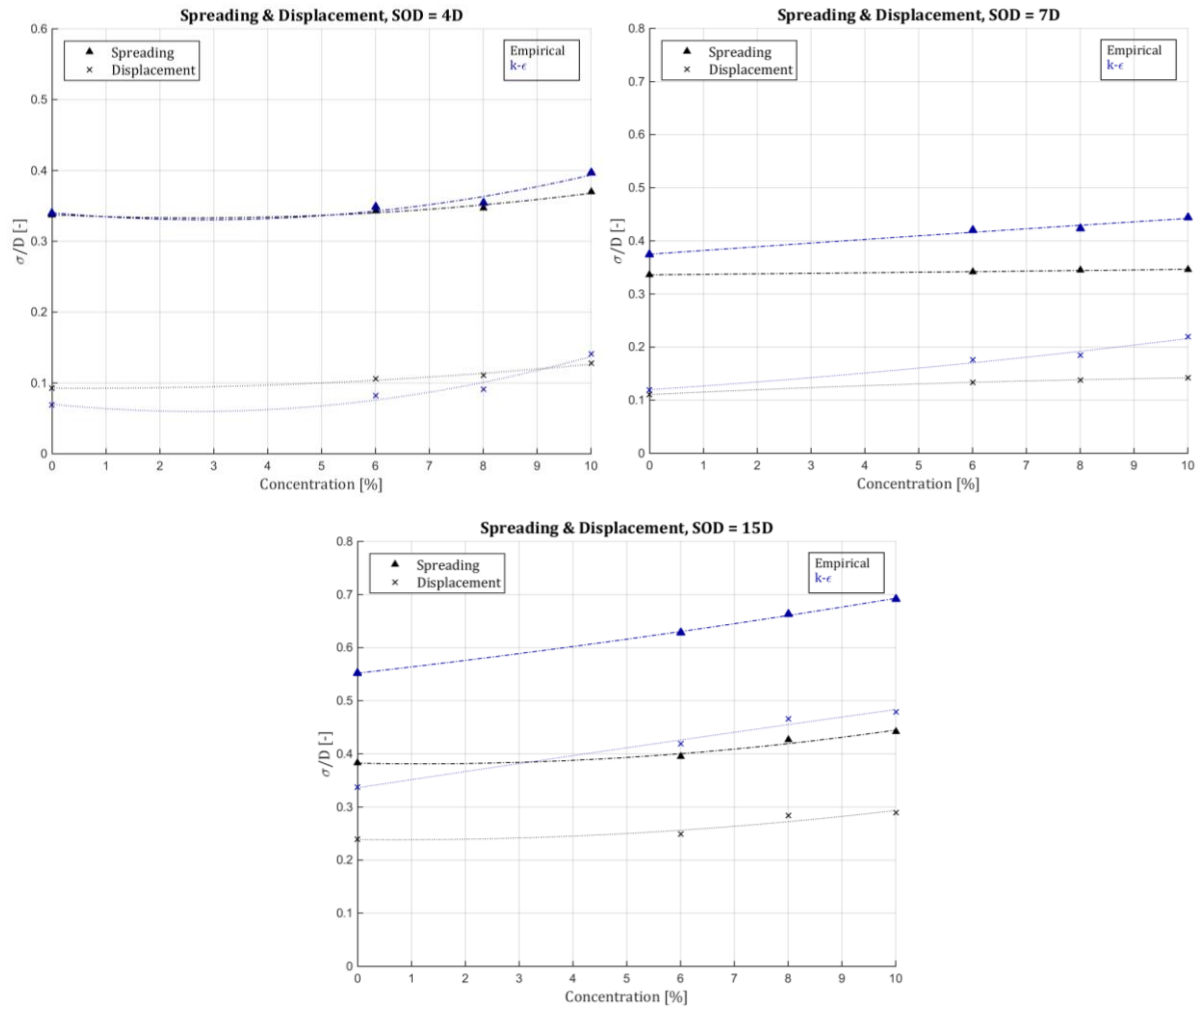 Spreading & Displacement, SOD = 4D
Spreading
Displacement
Empirical
k-ϵ
0.6
0.5
0.4
0.3
0.2
0.1
0
σ/D [-]
0 1 2 3 4 5 6 7 8 9 10
Concentration [%]
Spreading & Displacement, SOD = 7D
Spreading
Displacement
Empirical
k-ϵ
0.8
0.7
0.6
0.5
0.4
0.3
0.2
0.1
0
σ/D [-]
0 1 2 3 4 5 6 7 8 9 10
Concentration [%]
Spreading & Displacement, SOD = 15D
Spreading
Displacement
Empirical
k-ϵ
0.8
0.7
0.6
0.5
0.4
0.3
0.2
0.1
0
σ/D [-]
0 1 2 3 4 5 6 7 8 9 10
Concentration [%]